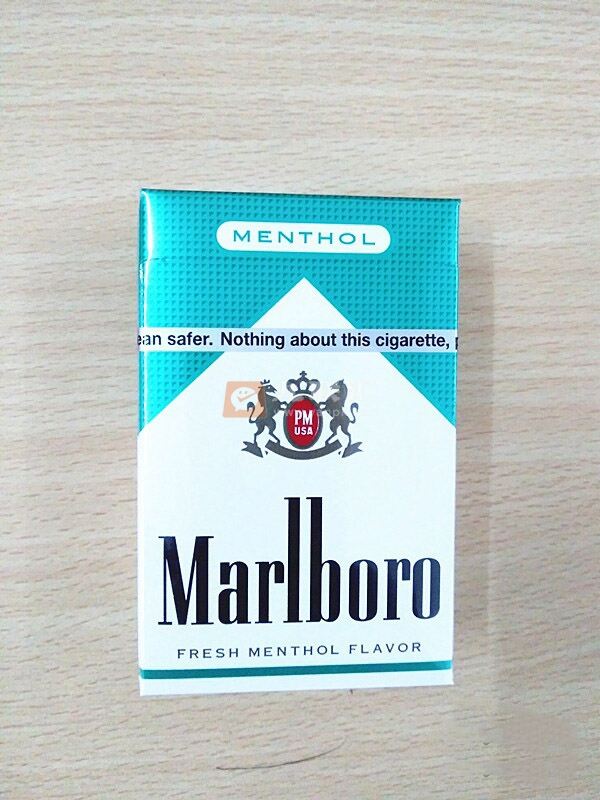 MENTHOL
ean safer. Nothing about this cigarette,
PM
USA
Marlboro
FRESH MENTHOL FLAVOR